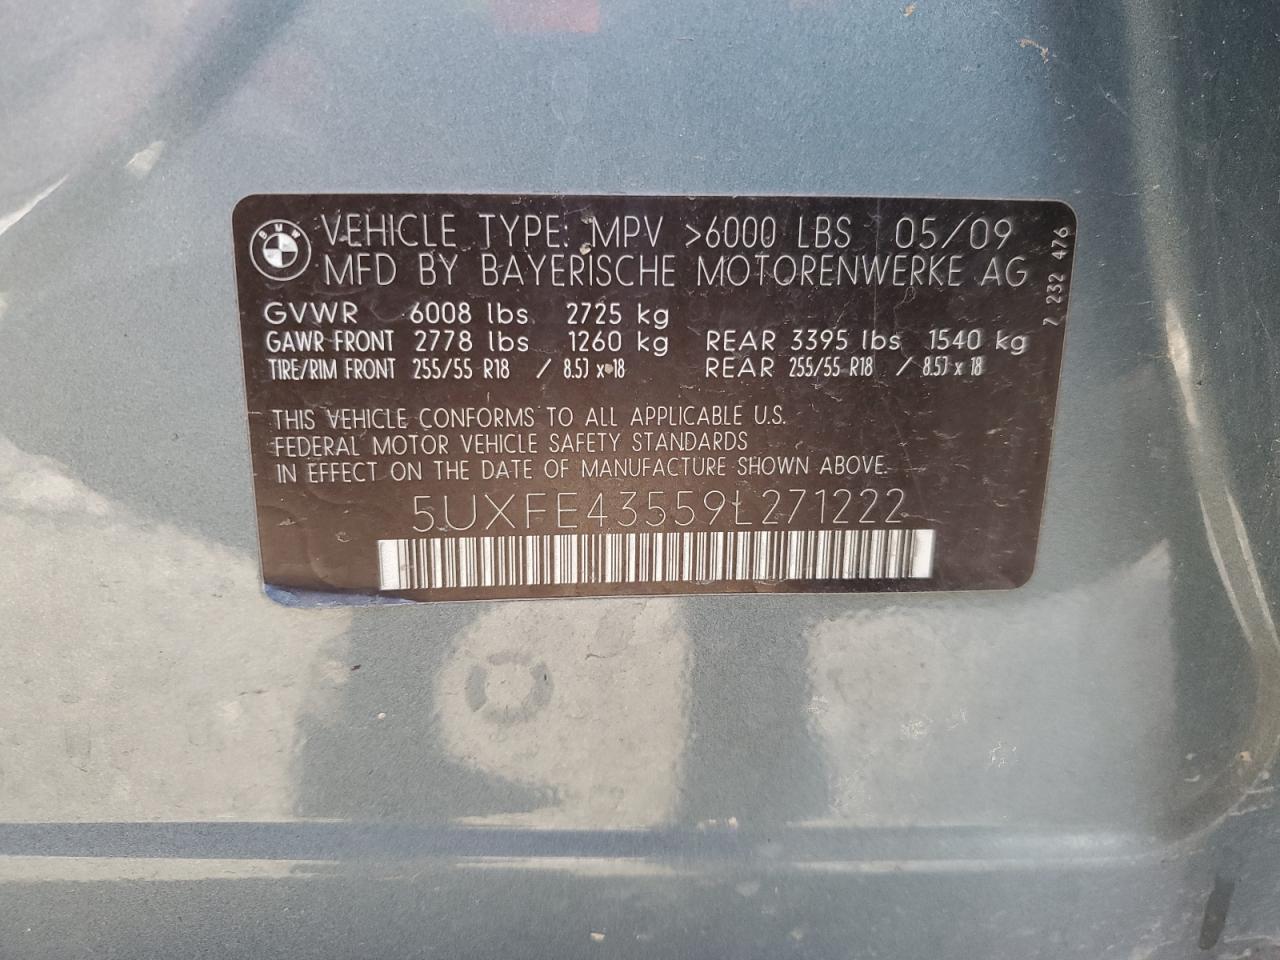 BMW
VEHICLE TYPE: MPV >6000 LBS 05/09
MFD BY BAYERISCHE MOTORENWERKE AG
GVWR 6008 lbs 2725 kg
GAWR FRONT 2778 lbs 1260 kg REAR 3395 lbs 1540 kg
TIRE/RIM FRONT 255/55 R18 / 8.5J x 18 REAR 255/55 R18 / 8.5J x 18
THIS VEHICLE CONFORMS TO ALL APPLICABLE U.S.
FEDERAL MOTOR VEHICLE SAFETY STANDARDS
IN EFFECT ON THE DATE OF MANUFACTURE SHOWN ABOVE.
5UXFE43559L271222
7 232 476